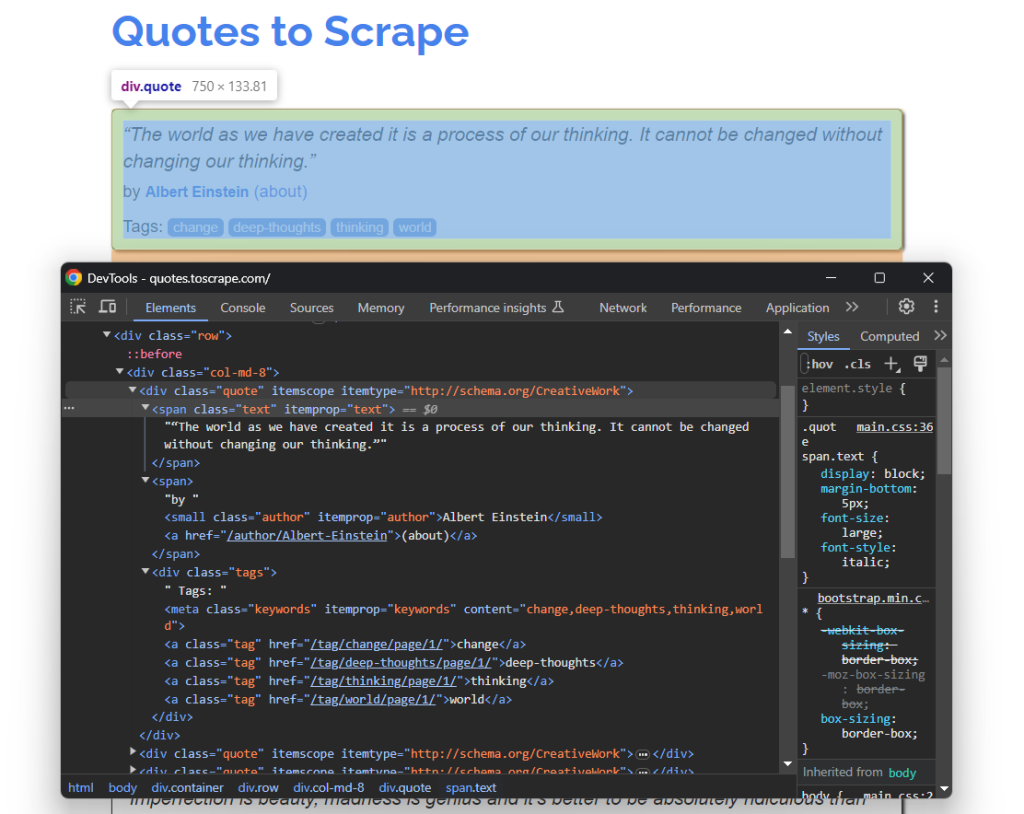 Quotes to Scrape
div.quote 750 × 133.81
“The world as we have created it is a process of our thinking. It cannot be changed without
changing our thinking.”
by Albert Einstein (about)
Tags: change deep-thoughts thinking world
DevTools - quotes.toscrape.com/
Elements Console Sources Memory Performance insights Network Performance Application
<div class="row">
::before
<div class="col-md-8">
<div class="quote" itemscope itemtype="http://schema.org/CreativeWork">
<span class="text" itemprop="text"> == $0
"“The world as we have created it is a process of our thinking. It cannot be changed
without changing our thinking.”"
</span>
<span>
"by "
<small class="author" itemprop="author">Albert Einstein</small>
<a href="/author/Albert-Einstein">(about)</a>
</span>
<div class="tags">
" Tags: "
<meta class="keywords" itemprop="keywords" content="change,deep-thoughts,thinking,worl
d">
<a class="tag" href="/tag/change/page/1/">change</a>
<a class="tag" href="/tag/deep-thoughts/page/1/">deep-thoughts</a>
<a class="tag" href="/tag/thinking/page/1/">thinking</a>
<a class="tag" href="/tag/world/page/1/">world</a>
</div>
</div>
<div class="quote" itemscope itemtype="http://schema.org/CreativeWork">…</div>
<div class="quote" itemscope itemtype="http://schema.org/CreativeWork">…</div>
html body div.container div.row div.col-md-8 div.quote span.text
Styles Computed
:hov .cls
element.style {
}
.quot main.css:36
e
span.text {
display: block;
margin-bottom:
5px;
font-size:
large;
font-style:
italic;
}
bootstrap.min.c…
* {
-webkit-box-
sizing:
border-box;
-moz-box-sizing
: border-
box;
box-sizing:
border-box;
}
Inherited from body
body { main.css:2
imperfection is beauty, madness is genius and it's better to be absolutely ridiculous than